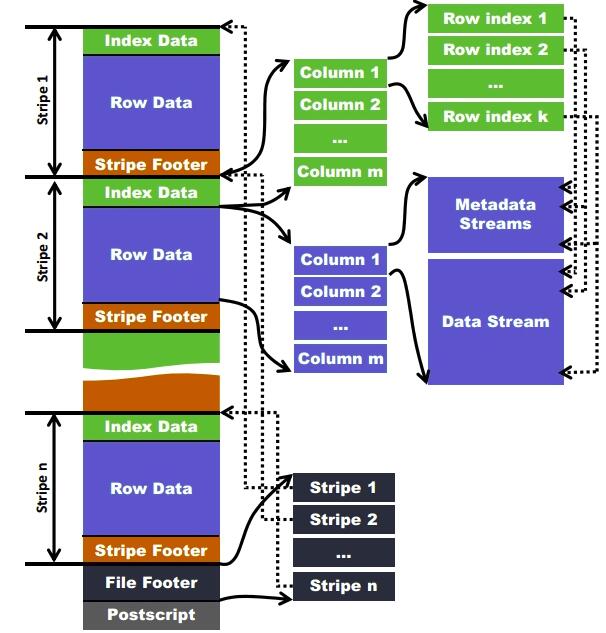 Stripe 1
Index Data
Row Data
Stripe Footer
Stripe 2
Index Data
Row Data
Stripe Footer
Stripe n
Index Data
Row Data
Stripe Footer
File Footer
Postscript
Column 1
Column 2
...
Column m
Column 1
Column 2
...
Column m
Stripe 1
Stripe 2
...
Stripe n
Row index 1
Row index 2
...
Row index k
Metadata
Streams
Data Stream